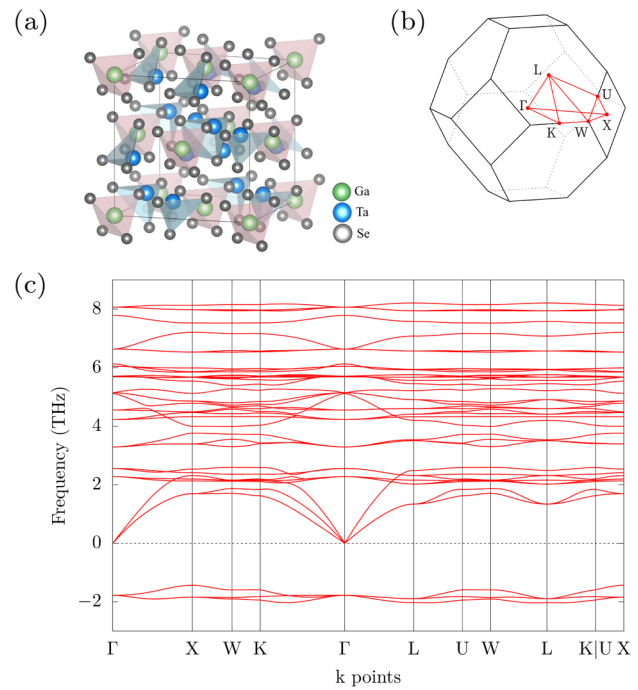 (a)
Ga
Ta
Se
(b)
L
U
Γ
X
K
W
(c)
Frequency (THz)
8
6
4
2
0
−2
Γ X W K Γ L U W L K|U X
k points